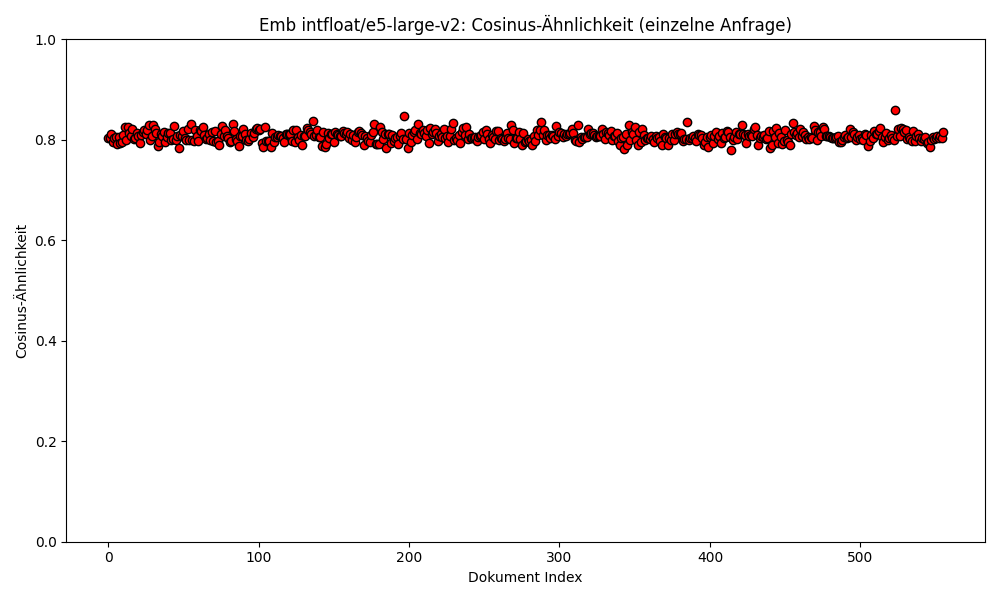 Emb intfloat/e5-large-v2: Cosinus-Ähnlichkeit (einzelne Anfrage)
1.0
0.8
0.6
0.4
0.2
0.0
Cosinus-Ähnlichkeit
0 100 200 300 400 500
Dokument Index